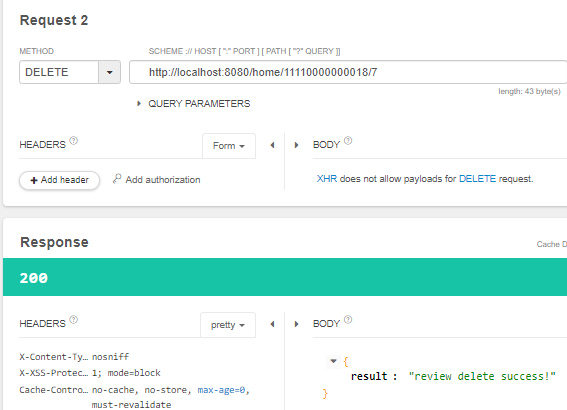 Request 2
METHOD
SCHEME :// HOST [ ":" PORT ] [ PATH [ "?" QUERY ]]
DELETE
http://localhost:8080/home/11110000000018/7
length: 43 byte(s)
QUERY PARAMETERS
HEADERS ?
Form
BODY ?
+ Add header
Add authorization
XHR does not allow payloads for DELETE request.
Response
Cache D
200
HEADERS ?
pretty
BODY ?
X-Content-Ty... nosniff
X-XSS-Protec... 1; mode=block
Cache-Contro... no-cache, no-store, max-age=0,
must-revalidate
{
result : "review delete success!"
}